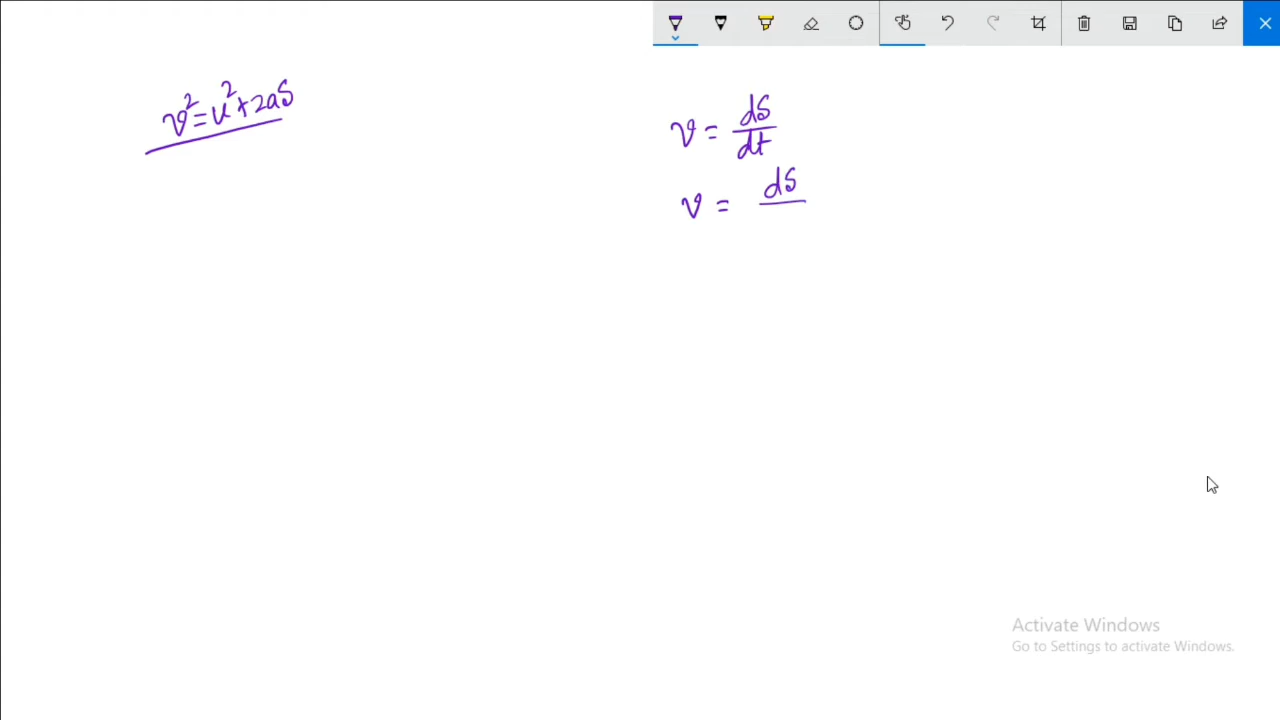 v² = u² + 2aS
v = dS/dt
v = dS/
Activate Windows
Go to Settings to activate Windows.